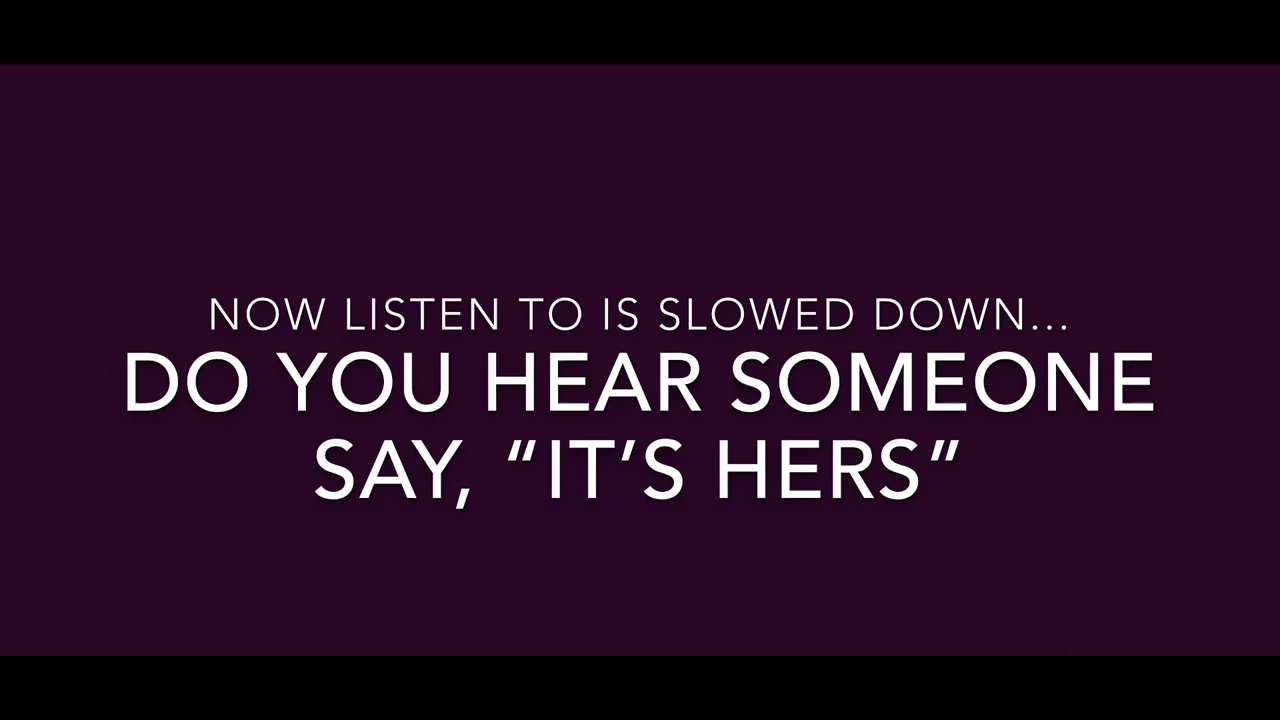 NOW LISTEN TO IS SLOWED DOWN...
DO YOU HEAR SOMEONE
SAY, “IT’S HERS”